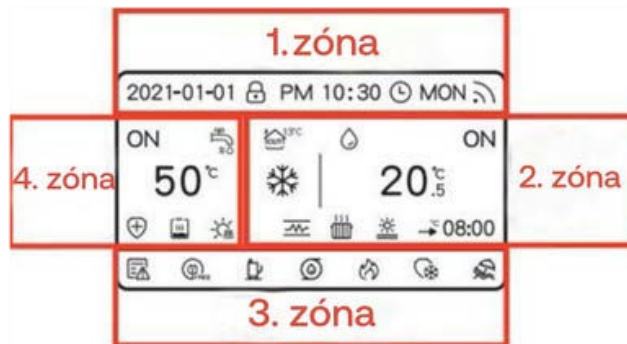 1. zóna
2021-01-01 PM 10:30 MON
ON
50 °C
4. zóna
13°C
ON
20.5 °C
°C 08:00
2. zóna
3. zóna